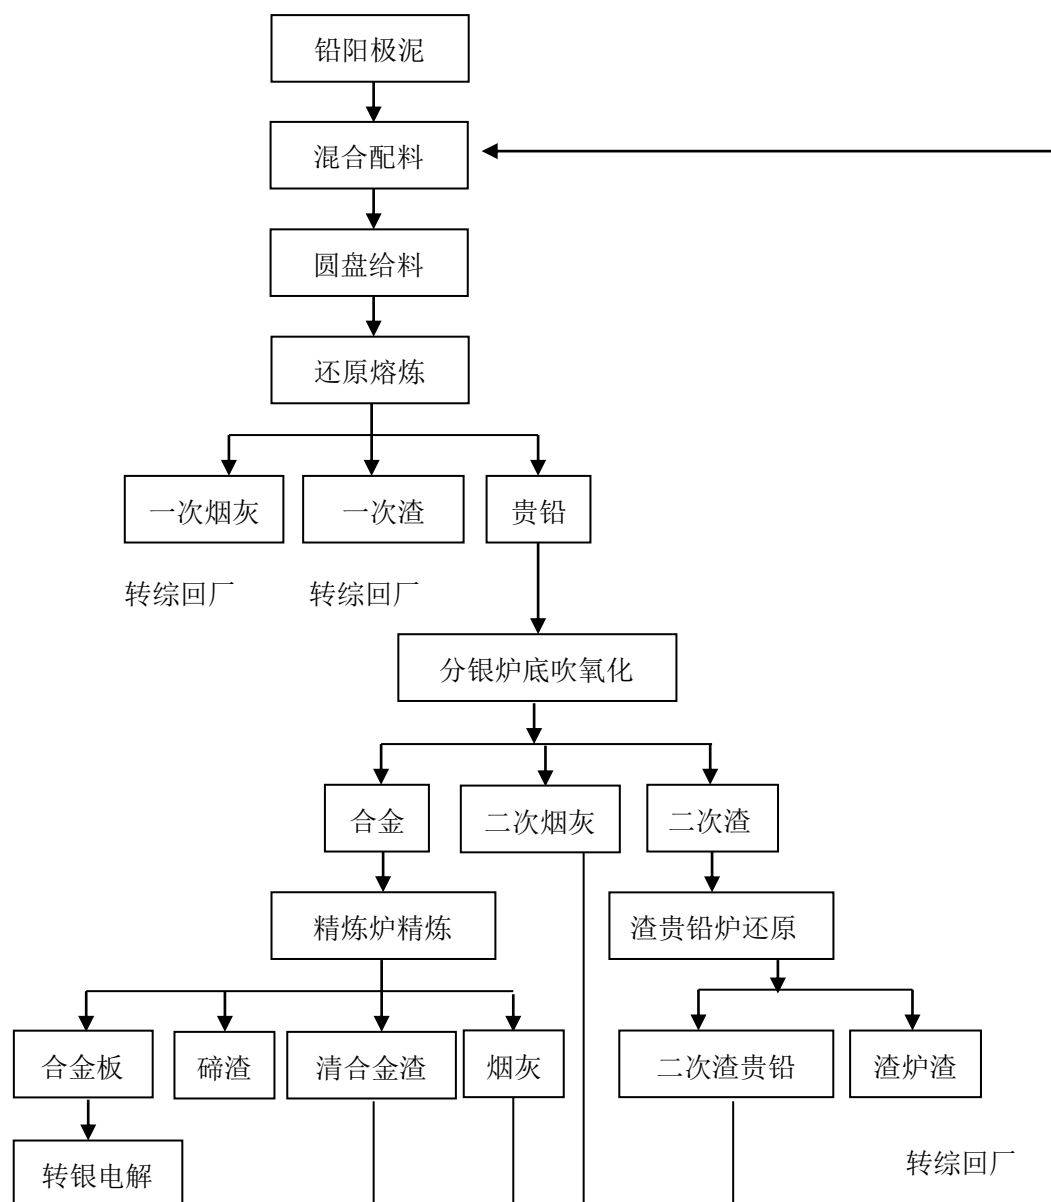 铅阳极泥
混合配料
圆盘给料
还原熔炼
一次烟灰
一次渣
贵铅
转综回厂
转综回厂
分银炉底吹氧化
合金
二次烟灰
二次渣
精炼炉精炼
渣贵铅炉还原
合金板
碲渣
清合金渣
烟灰
二次渣贵铅
渣炉渣
转银电解
转综回厂